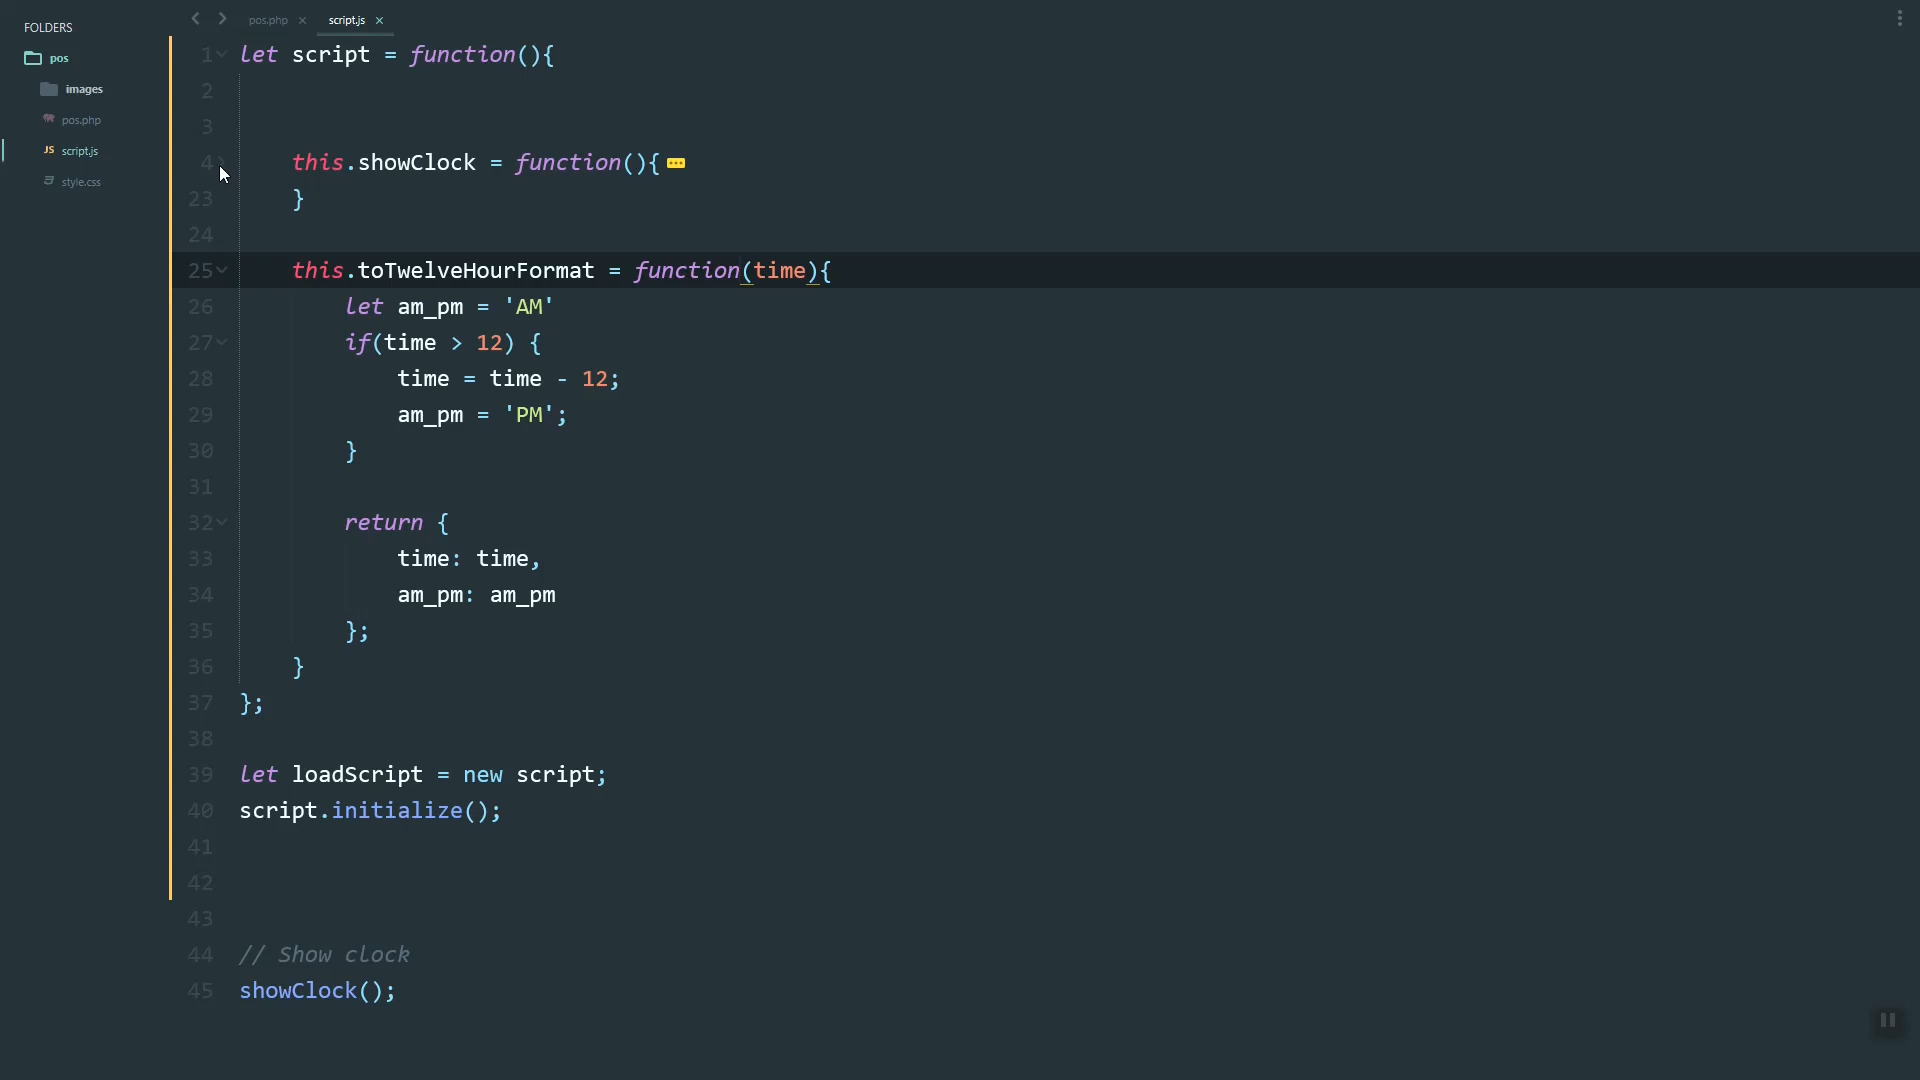 FOLDERS
pos
images
pos.php
JS script.js
style.css
pos.php × script.js ×
1 let script = function(){
2
3
4 this.showClock = function(){
23 }
24
25 this.toTwelveHourFormat = function(time){
26 let am_pm = 'AM'
27 if(time > 12) {
28 time = time - 12;
29 am_pm = 'PM';
30 }
31
32 return {
33 time: time,
34 am_pm: am_pm
35 };
36 }
37 };
38
39 let loadScript = new script;
40 script.initialize();
41
42
43
44 // Show clock
45 showClock();